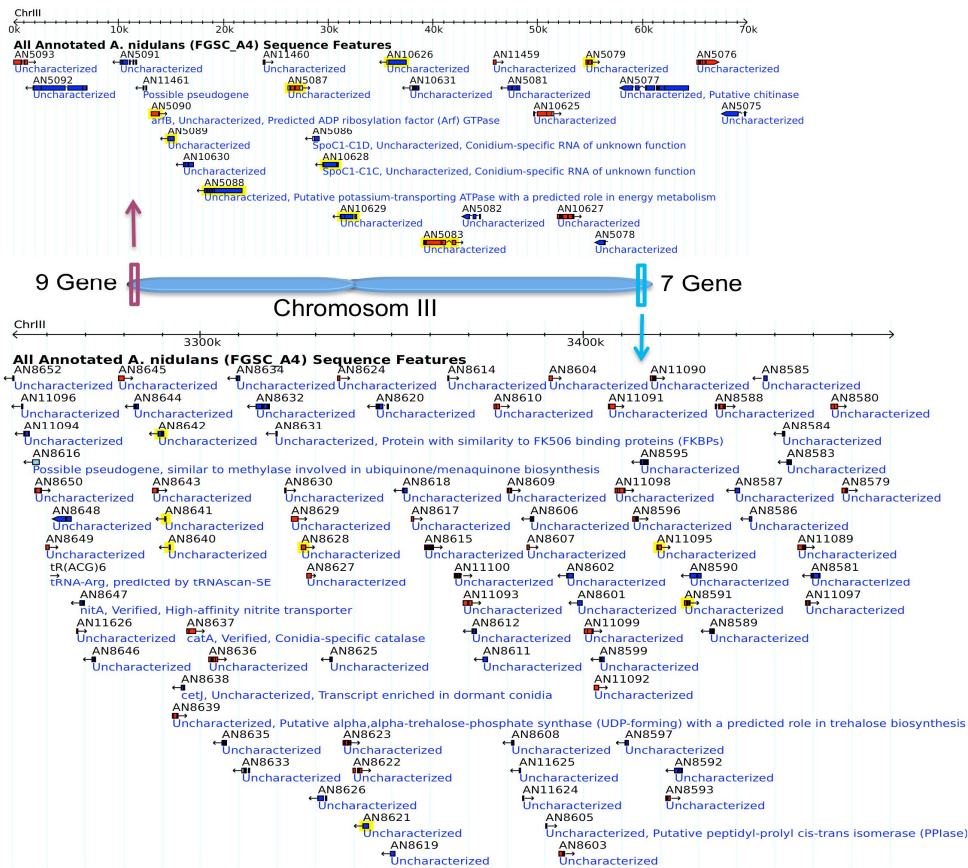 ChrIII
0k 10k 20k 30k 40k 50k 60k 70k
All Annotated A. nidulans (FGSC_A4) Sequence Features
AN5093 AN5091 AN11460 AN10626 AN11459 AN5079 AN5076
Uncharacterized Uncharacterized Uncharacterized Uncharacterized Uncharacterized Uncharacterized Uncharacterized
AN5092 AN11461 AN5087 AN10631 AN5081 AN5077
Uncharacterized Possible pseudogene Uncharacterized Uncharacterized Uncharacterized Uncharacterized, Putative chitinase
AN5090 AN10625 AN5075
arfB, Uncharacterized, Predicted ADP ribosylation factor (Arf) GTPase Uncharacterized Uncharacterized
AN5089 AN5086
Uncharacterized SpoC1-C1D, Uncharacterized, Conidium-specific RNA of unknown function
AN10630 AN10628
Uncharacterized SpoC1-C1C, Uncharacterized, Conidium-specific RNA of unknown function
AN5088
Uncharacterized, Putative potassium-transporting ATPase with a predicted role in energy metabolism
AN10629 AN5082 AN10627
Uncharacterized Uncharacterized Uncharacterized
AN5083 AN5078
Uncharacterized Uncharacterized
9 Gene 7 Gene
Chromosom III
ChrIII
3300k 3400k
All Annotated A. nidulans (FGSC_A4) Sequence Features
AN8652 AN8645 AN8634 AN8624 AN8614 AN8604 AN11090 AN8585
Uncharacterized Uncharacterized Uncharacterized Uncharacterized Uncharacterized Uncharacterized Uncharacterized Uncharacterized
AN11096 AN8644 AN8632 AN8620 AN8610 AN11091 AN8588 AN8580
Uncharacterized Uncharacterized Uncharacterized Uncharacterized Uncharacterized Uncharacterized Uncharacterized Uncharacterized
AN11094 AN8642 AN8631 AN8584
Uncharacterized Uncharacterized Uncharacterized, Protein with similarity to FK506 binding proteins (FKBPs) Uncharacterized
AN8616 AN8595 AN8583
Possible pseudogene, similar to methylase involved in ubiquinone/menaquinone biosynthesis Uncharacterized Uncharacterized
AN8650 AN8643 AN8630 AN8618 AN8609 AN11098 AN8587 AN8579
Uncharacterized Uncharacterized Uncharacterized Uncharacterized Uncharacterized Uncharacterized Uncharacterized Uncharacterized
AN8648 AN8641 AN8629 AN8617 AN8606 AN8596 AN8586
Uncharacterized Uncharacterized Uncharacterized Uncharacterized Uncharacterized Uncharacterized Uncharacterized
AN8649 AN8640 AN8628 AN8615 AN8607 AN11095 AN11089
Uncharacterized Uncharacterized Uncharacterized Uncharacterized Uncharacterized Uncharacterized Uncharacterized
tR(ACG)6 AN8627 AN11100 AN8602 AN8590 AN8581
tRNA-Arg, predicted by tRNAscan-SE Uncharacterized Uncharacterized Uncharacterized Uncharacterized Uncharacterized
AN8647 AN11093 AN8601 AN8591 AN11097
nitA, Verified, High-affinity nitrite transporter Uncharacterized Uncharacterized Uncharacterized Uncharacterized
AN11626 AN8637 AN8612 AN11099 AN8589
Uncharacterized catA, Verified, Conidia-specific catalase Uncharacterized Uncharacterized Uncharacterized
AN8646 AN8636 AN8625 AN8611 AN8599
Uncharacterized Uncharacterized Uncharacterized Uncharacterized Uncharacterized
AN8638 AN11092
cetJ, Uncharacterized, Transcript enriched in dormant conidia Uncharacterized
AN8639
Uncharacterized, Putative alpha,alpha-trehalose-phosphate synthase (UDP-forming) with a predicted role in trehalose biosynthesis
AN8635 AN8623 AN8608 AN8597
Uncharacterized Uncharacterized Uncharacterized Uncharacterized
AN8633 AN8622 AN11625 AN8592
Uncharacterized Uncharacterized Uncharacterized Uncharacterized
AN8626 AN11624 AN8593
Uncharacterized Uncharacterized Uncharacterized
AN8621 AN8605
Uncharacterized Uncharacterized, Putative peptidyl-prolyl cis-trans isomerase (PPIase)
AN8619 AN8603
Uncharacterized Uncharacterized